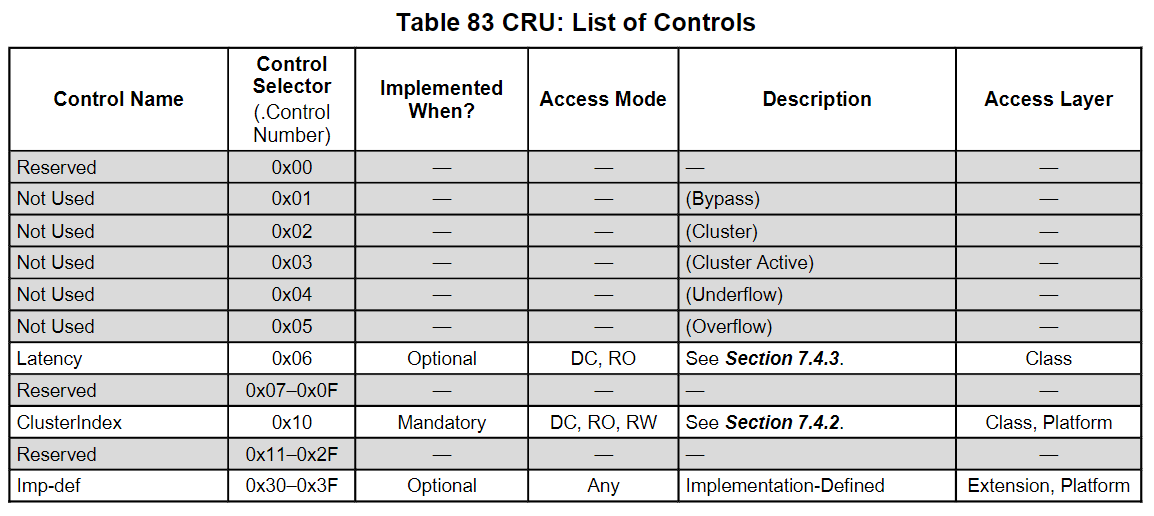 Table 83 CRU: List of Controls
Control Name | Control Selector (.Control Number) | Implemented When? | Access Mode | Description | Access Layer
Reserved | 0x00 | — | — | — | —
Not Used | 0x01 | — | — | (Bypass) | —
Not Used | 0x02 | — | — | (Cluster) | —
Not Used | 0x03 | — | — | (Cluster Active) | —
Not Used | 0x04 | — | — | (Underflow) | —
Not Used | 0x05 | — | — | (Overflow) | —
Latency | 0x06 | Optional | DC, RO | See Section 7.4.3. | Class
Reserved | 0x07–0x0F | — | — | — | —
ClusterIndex | 0x10 | Mandatory | DC, RO, RW | See Section 7.4.2. | Class, Platform
Reserved | 0x11–0x2F | — | — | — | —
Imp-def | 0x30–0x3F | Optional | Any | Implementation-Defined | Extension, Platform